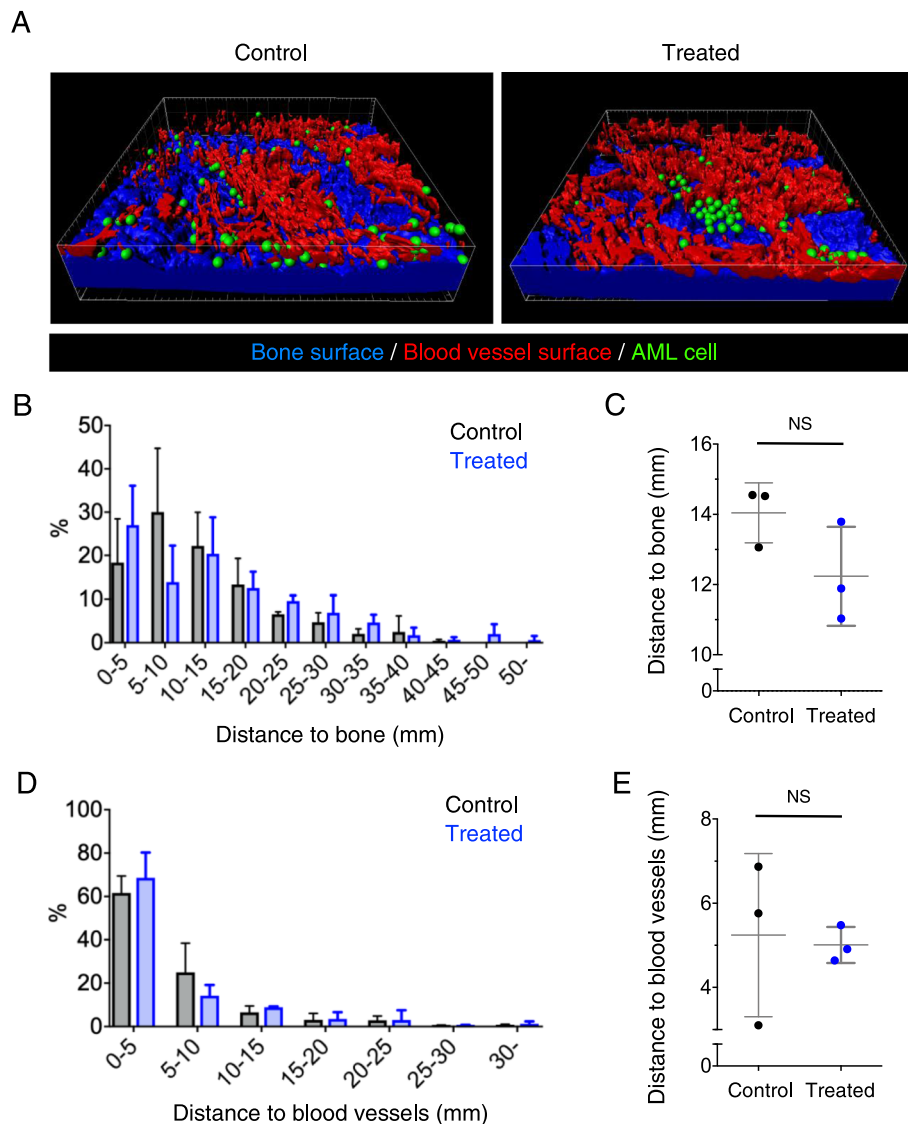 A
Control
Treated
Bone surface / Blood vessel surface / AML cell
B
50
40
30
20
10
0
%
Control
Treated
0-5
5-10
10-15
15-20
20-25
25-30
30-35
35-40
40-45
45-50
50-
Distance to bone (mm)
C
NS
16
14
12
10
0
Distance to bone (mm)
Control
Treated
D
100
80
60
40
20
0
%
Control
Treated
0-5
5-10
10-15
15-20
20-25
25-30
30-
Distance to blood vessels (mm)
E
NS
8
6
4
0
Distance to blood vessels (mm)
Control
Treated